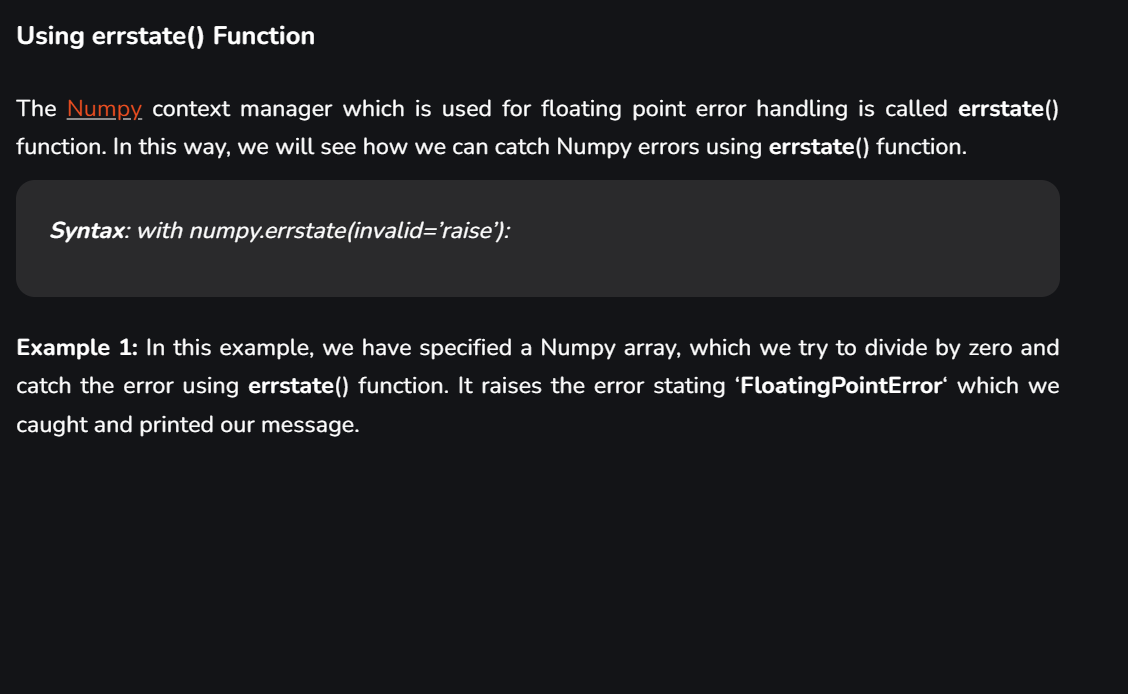 Using errstate() Function
The Numpy context manager which is used for floating point error handling is called errstate()
function. In this way, we will see how we can catch Numpy errors using errstate() function.
Syntax: with numpy.errstate(invalid=’raise’):
Example 1: In this example, we have specified a Numpy array, which we try to divide by zero and
catch the error using errstate() function. It raises the error stating ‘FloatingPointError‘ which we
caught and printed our message.